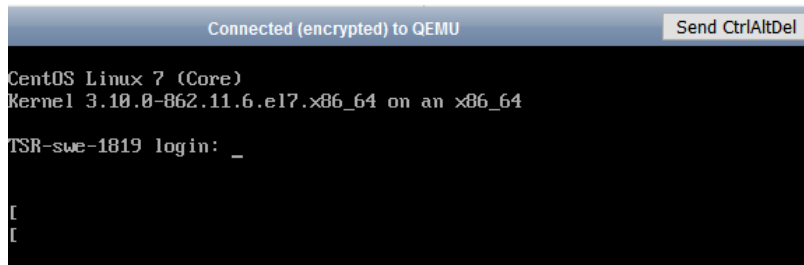 Connected (encrypted) to QEMU
Send CtrlAltDel
CentOS Linux 7 (Core)
Kernel 3.10.0-862.11.6.el7.x86_64 on an x86_64
TSR-swe-1819 login: _
[
[